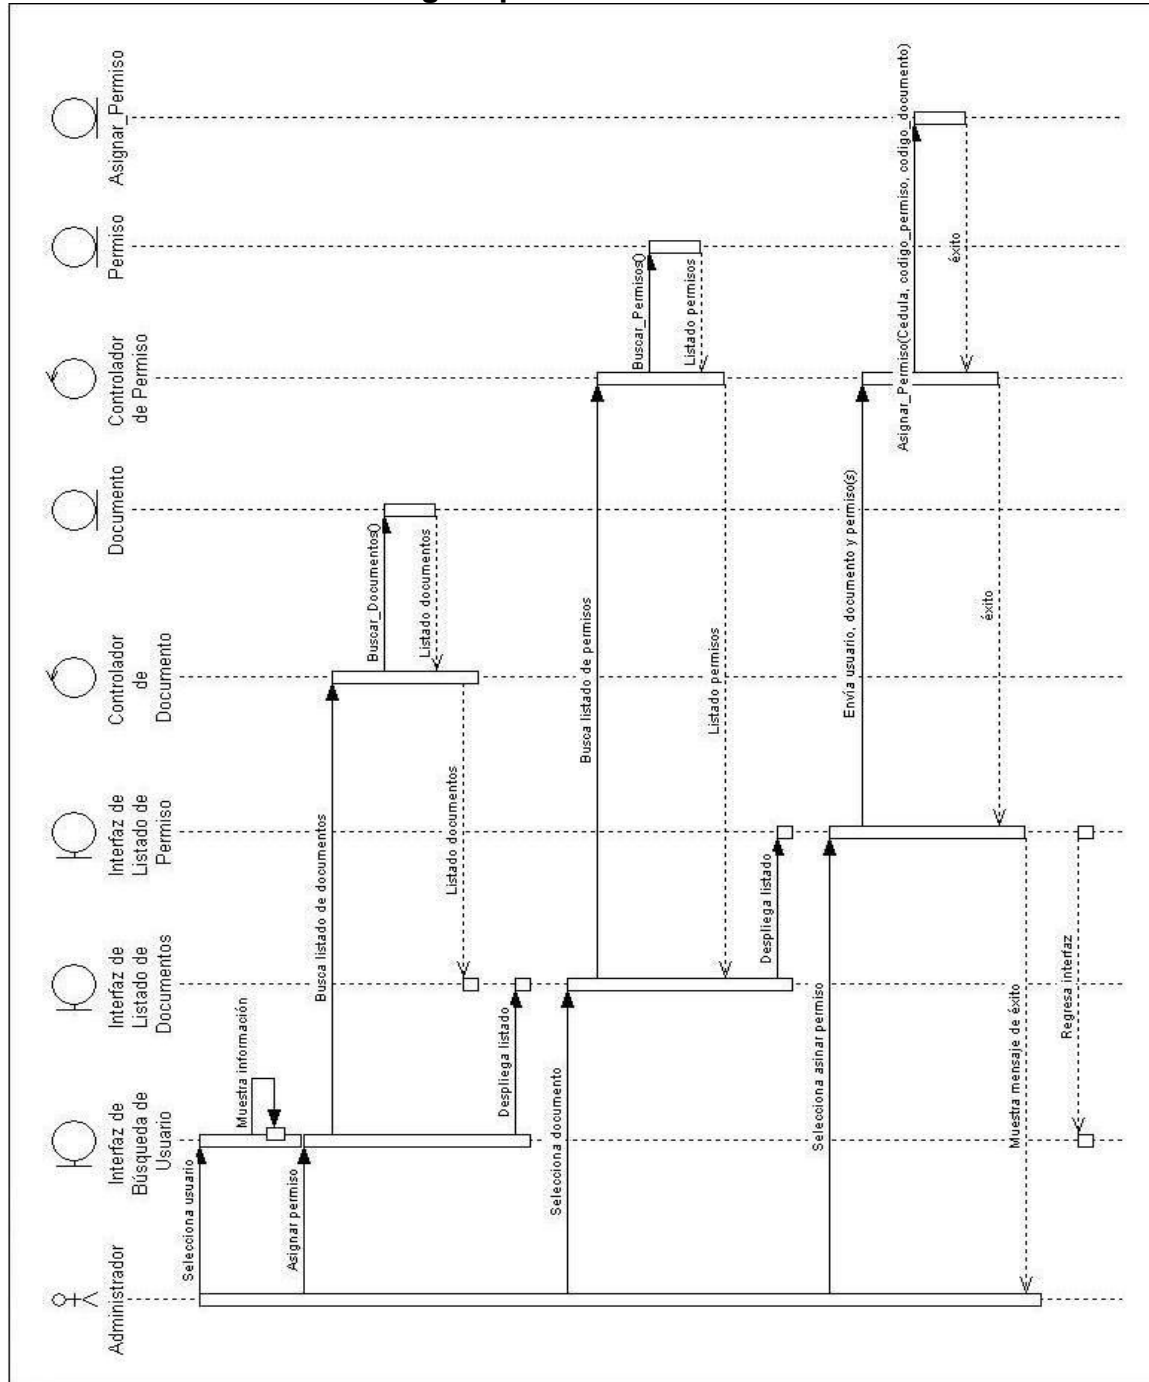 Administrador
Interfaz de
Búsqueda de
Usuario
Interfaz de
Listado de
Documentos
Interfaz de
Listado de
Permiso
Controlador
de
Documento
Documento
Controlador
de Permiso
Permiso
Asignar_Permiso
Selecciona usuario
Muestra información
Asignar permiso
Busca listado de documentos
Buscar_Documentos()
Listado documentos
Listado documentos
Despliega listado
Selecciona documento
Busca listado de permisos
Buscar_Permisos()
Listado permisos
Listado permisos
Despliega listado
Selecciona asinar permiso
Envía usuario, documento y permiso(s)
Asignar_Permiso(Cedula, codigo_permiso, codigo_documento)
éxito
éxito
Muestra mensaje de éxito
Regresa interfaz